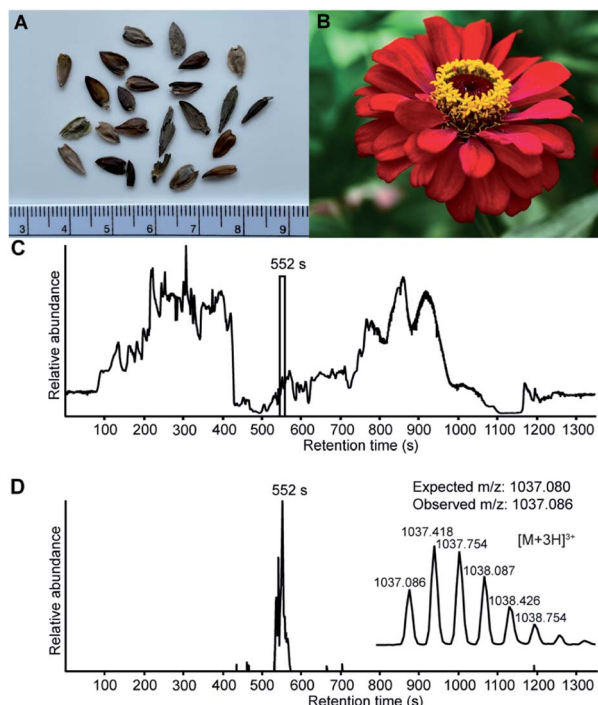 A
B
3 4 5 6 7 8 9
C
552 s
Relative abundance
100 200 300 400 500 600 700 800 900 1000 1100 1200 1300
Retention time (s)
D
552 s
Expected m/z: 1037.080
Observed m/z: 1037.086
[M+3H]³⁺
1037.418
1037.754
1037.086
1038.087
1038.426
1038.754
Relative abundance
100 200 300 400 500 600 700 800 900 1000 1100 1200 1300
Retention time (s)